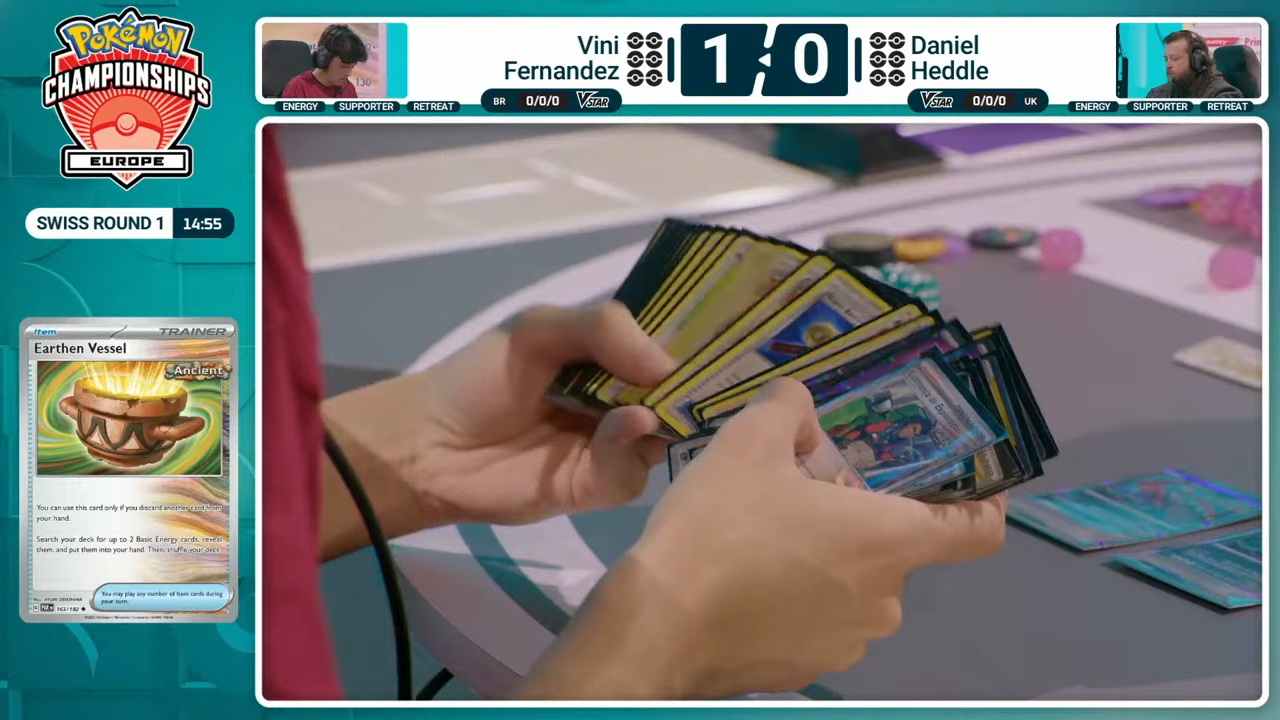 Pokémon
CHAMPIONSHIPS
EUROPE
Vini
Fernandez
1
0
Daniel
Heddle
BR
0/0/0
VSTAR
VSTAR
0/0/0
UK
ENERGY
SUPPORTER
RETREAT
ENERGY
SUPPORTER
RETREAT
130
SWISS ROUND 1
14:55
Item
TRAINER
Earthen Vessel
Ancient
You can use this card only if you discard another card from
your hand.
Search your deck for up to 2 Basic Energy cards, reveal
them, and put them into your hand. Then, shuffle your deck.
You may play any number of Item cards during
your turn.
163/182